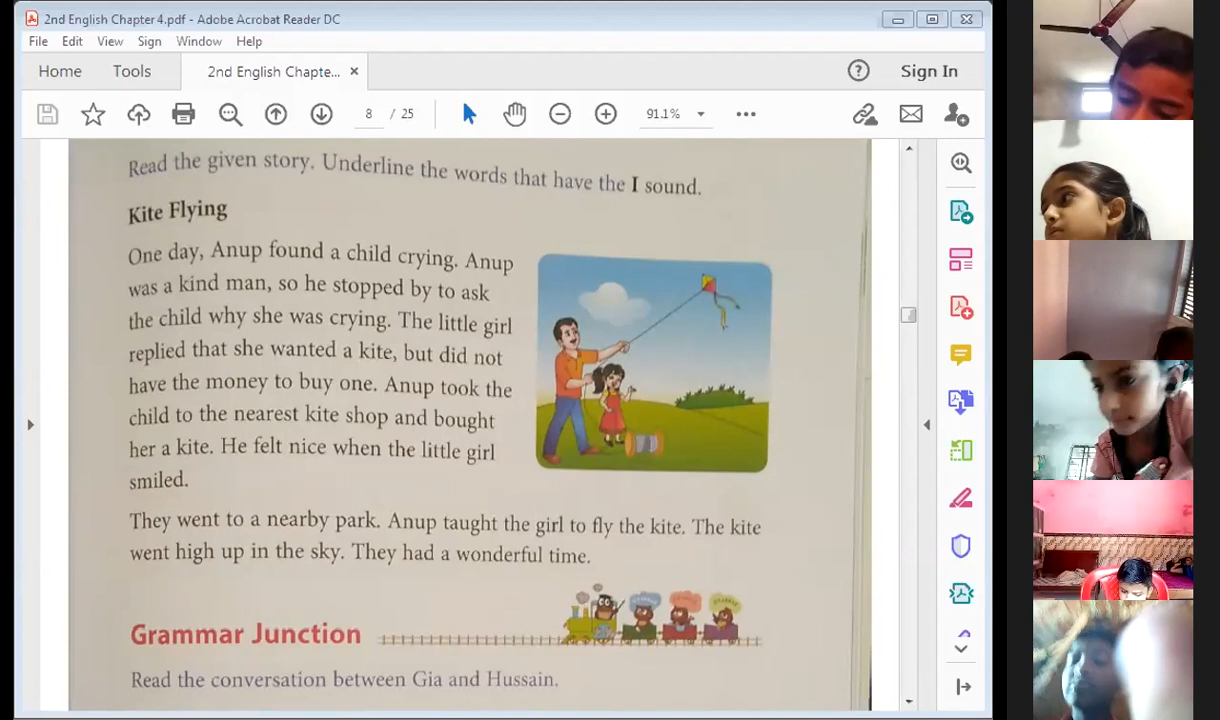 2nd English Chapter 4.pdf - Adobe Acrobat Reader DC
File Edit View Sign Window Help
Home Tools 2nd English Chapte... Sign In
8 / 25 91.1%
Read the given story. Underline the words that have the I sound.
Kite Flying
One day, Anup found a child crying. Anup
was a kind man, so he stopped by to ask
the child why she was crying. The little girl
replied that she wanted a kite, but did not
have the money to buy one. Anup took the
child to the nearest kite shop and bought
her a kite. He felt nice when the little girl
smiled.
They went to a nearby park. Anup taught the girl to fly the kite. The kite
went high up in the sky. They had a wonderful time.
Grammar Junction
Read the conversation between Gia and Hussain.